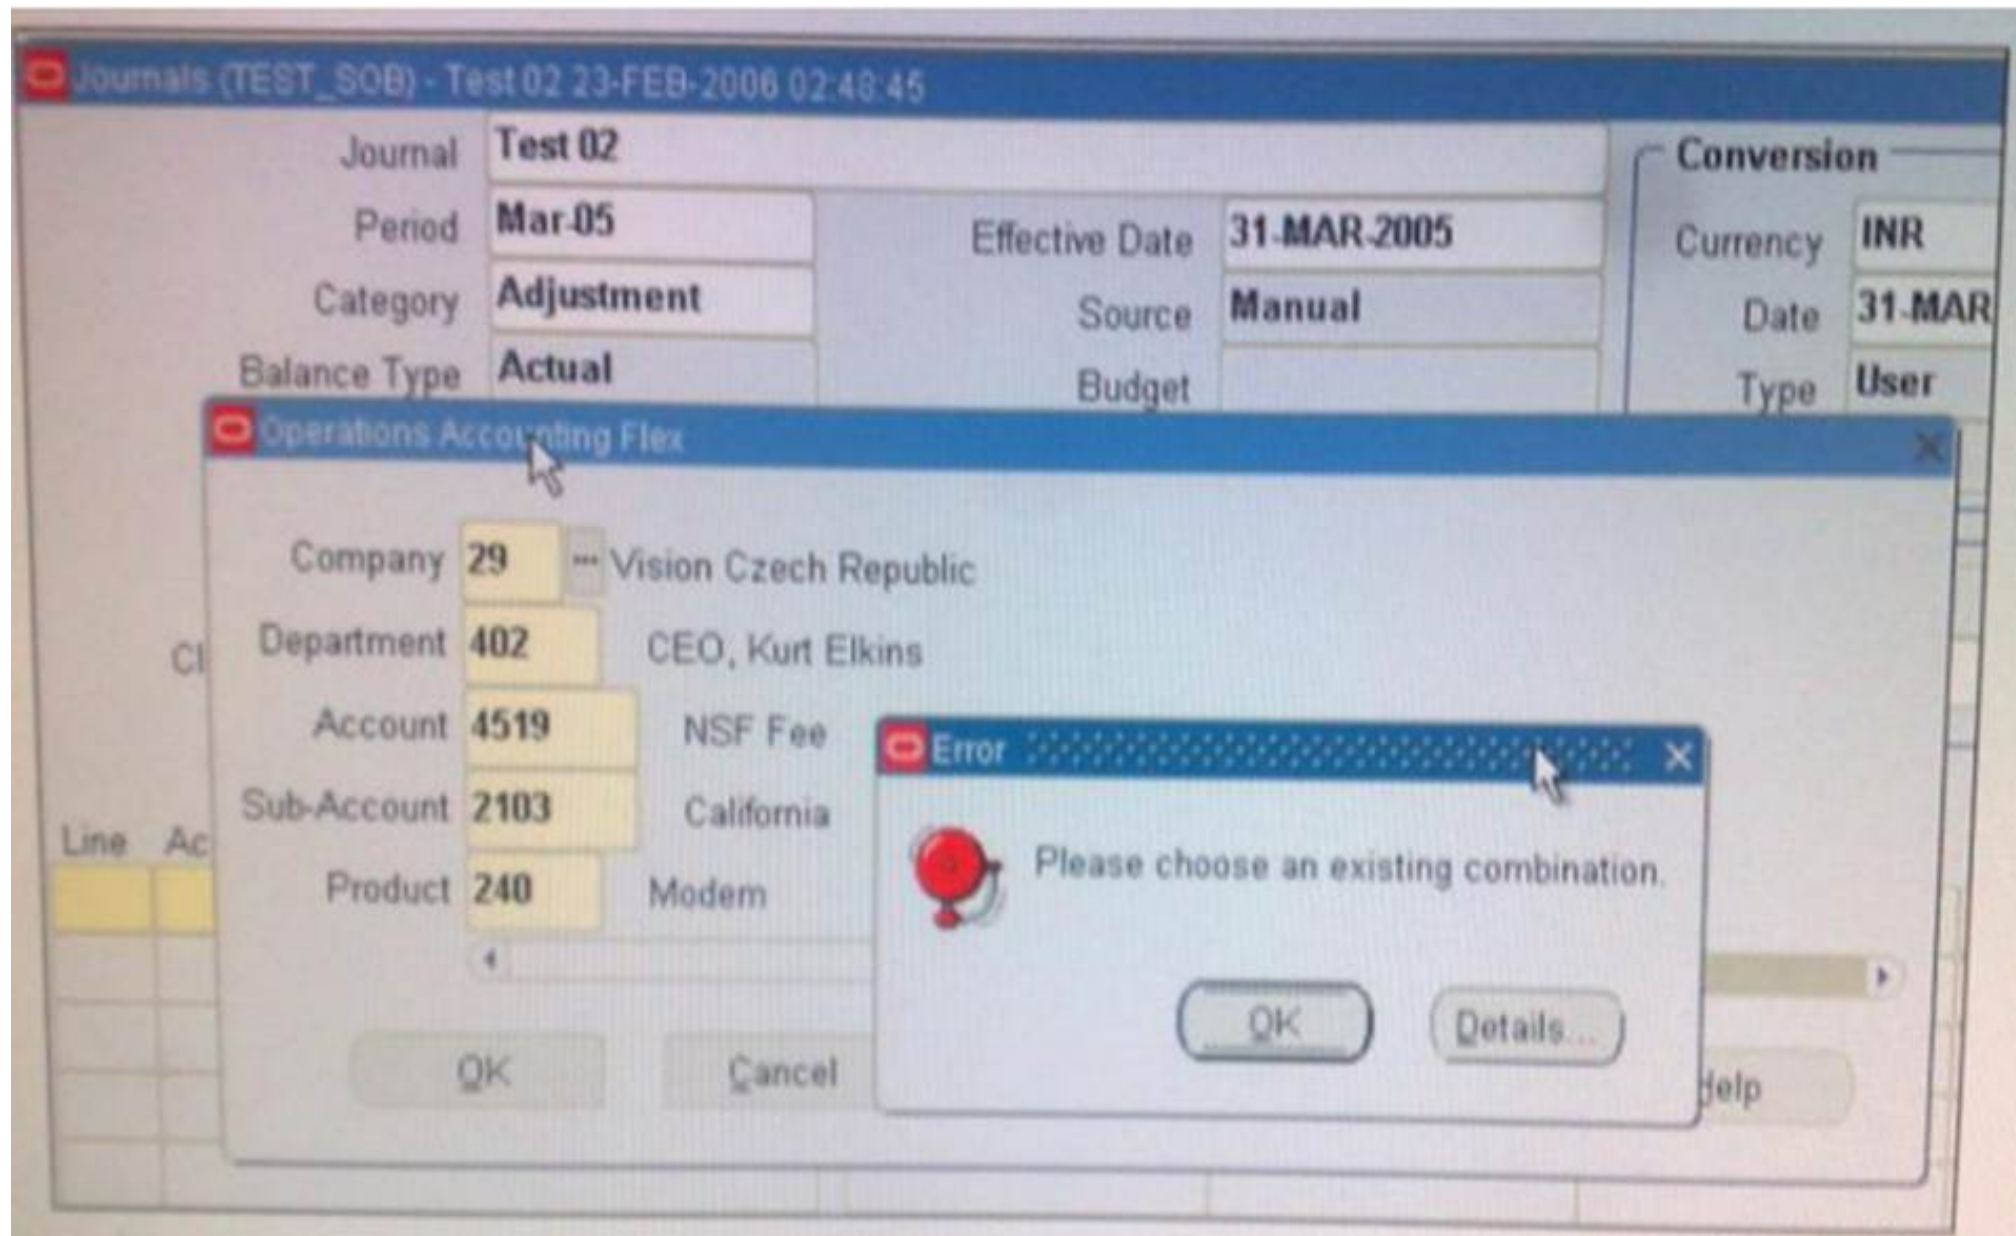 Journals (TEST_SOB) - Test 02 23-FEB-2006 02:48:45
Journal Test 02
Conversion
Period Mar-05 Effective Date 31-MAR-2005 Currency INR
Category Adjustment Source Manual Date 31-MAR
Balance Type Actual Budget Type User
Operations Accounting Flex
Company 29 ... Vision Czech Republic
Cl
Department 402 CEO, Kurt Elkins
Account 4519 NSF Fee
Error
Sub-Account 2103 California
Line Ac
Please choose an existing combination.
Product 240 Modem
OK Details...
OK Cancel Help